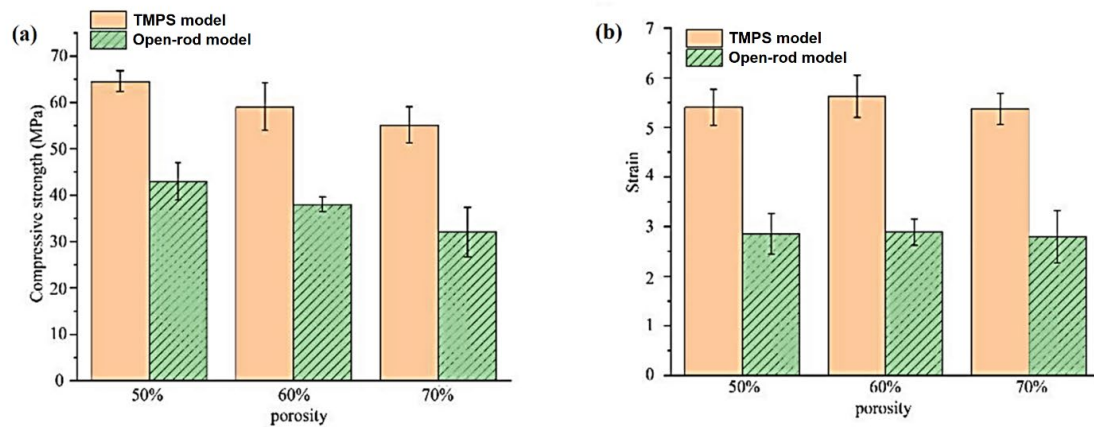 (a)
TMPS model
Open-rod model
70
60
50
40
30
20
10
0
Compressive strength (MPa)
50%
60%
70%
porosity
(b)
TMPS model
Open-rod model
7
6
5
4
3
2
1
0
Strain
50%
60%
70%
porosity